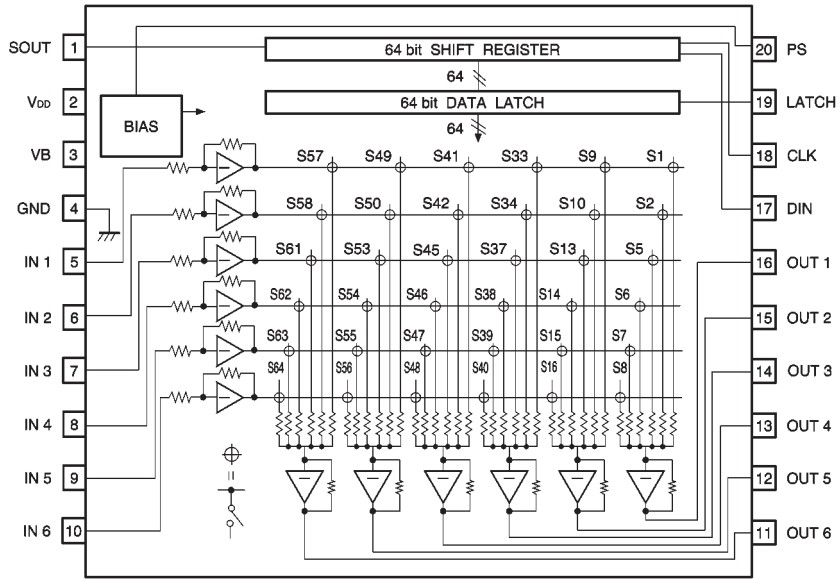 SOUT 1
64 bit SHIFT REGISTER
20 PS
64
VDD 2
BIAS
64 bit DATA LATCH
19 LATCH
64
VB 3
S57 S49 S41 S33 S9 S1
18 CLK
GND 4
S58 S50 S42 S34 S10 S2
17 DIN
IN 1 5
S61 S53 S45 S37 S13 S5
16 OUT 1
IN 2 6
S62 S54 S46 S38 S14 S6
15 OUT 2
S63 S55 S47 S39 S15 S7
IN 3 7
S64 S56 S48 S40 S16 S8
14 OUT 3
IN 4 8
13 OUT 4
IN 5 9
12 OUT 5
IN 6 10
11 OUT 6